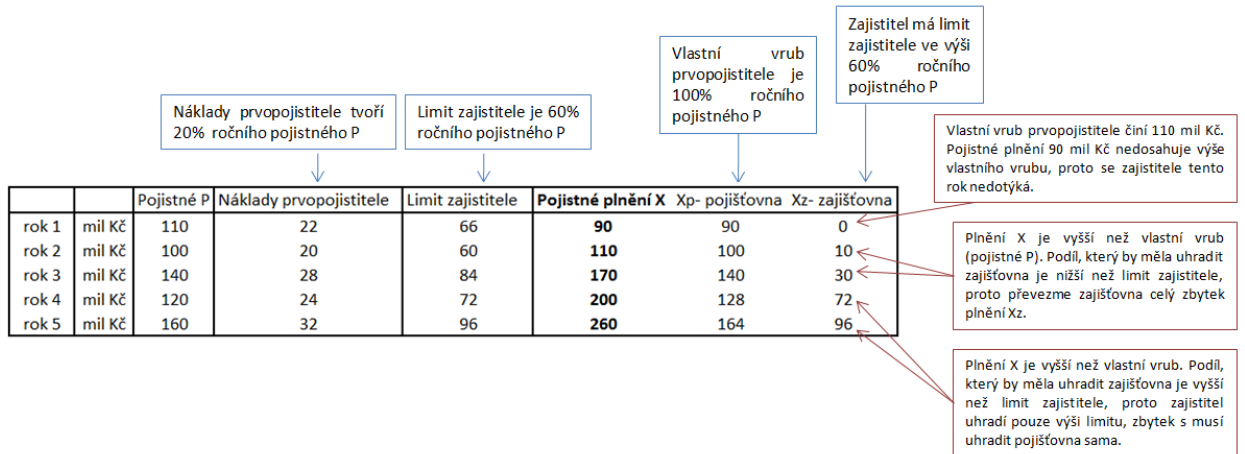 Zajistitel má limit
zajistitele ve výši
60% ročního
pojistného P
Vlastní vrub
prvopojistitele je
100% ročního
pojistného P
Náklady prvopojistitele tvoří
20% ročního pojistného P
Limit zajistitele je 60%
ročního pojistného P
Vlastní vrub prvopojistitele činí 110 mil Kč.
Pojistné plnění 90 mil Kč nedosahuje výše
vlastního vrubu, proto se zajistitele tento
rok nedotýká.
Pojistné P Náklady prvopojistitele Limit zajistitele Pojistné plnění X Xp- pojišťovna Xz- zajišťovna
rok 1 mil Kč 110 22 66 90 90 0
rok 2 mil Kč 100 20 60 110 100 10
rok 3 mil Kč 140 28 84 170 140 30
rok 4 mil Kč 120 24 72 200 128 72
rok 5 mil Kč 160 32 96 260 164 96
Plnění X je vyšší než vlastní vrub
(pojistné P). Podíl, který by měla uhradit
zajišťovna je nižší než limit zajistitele,
proto převezme zajišťovna celý zbytek
plnění Xz.
Plnění X je vyšší než vlastní vrub. Podíl,
který by měla uhradit zajišťovna je vyšší
než limit zajistitele, proto zajistitel
uhradí pouze výši limitu, zbytek s musí
uhradit pojišťovna sama.